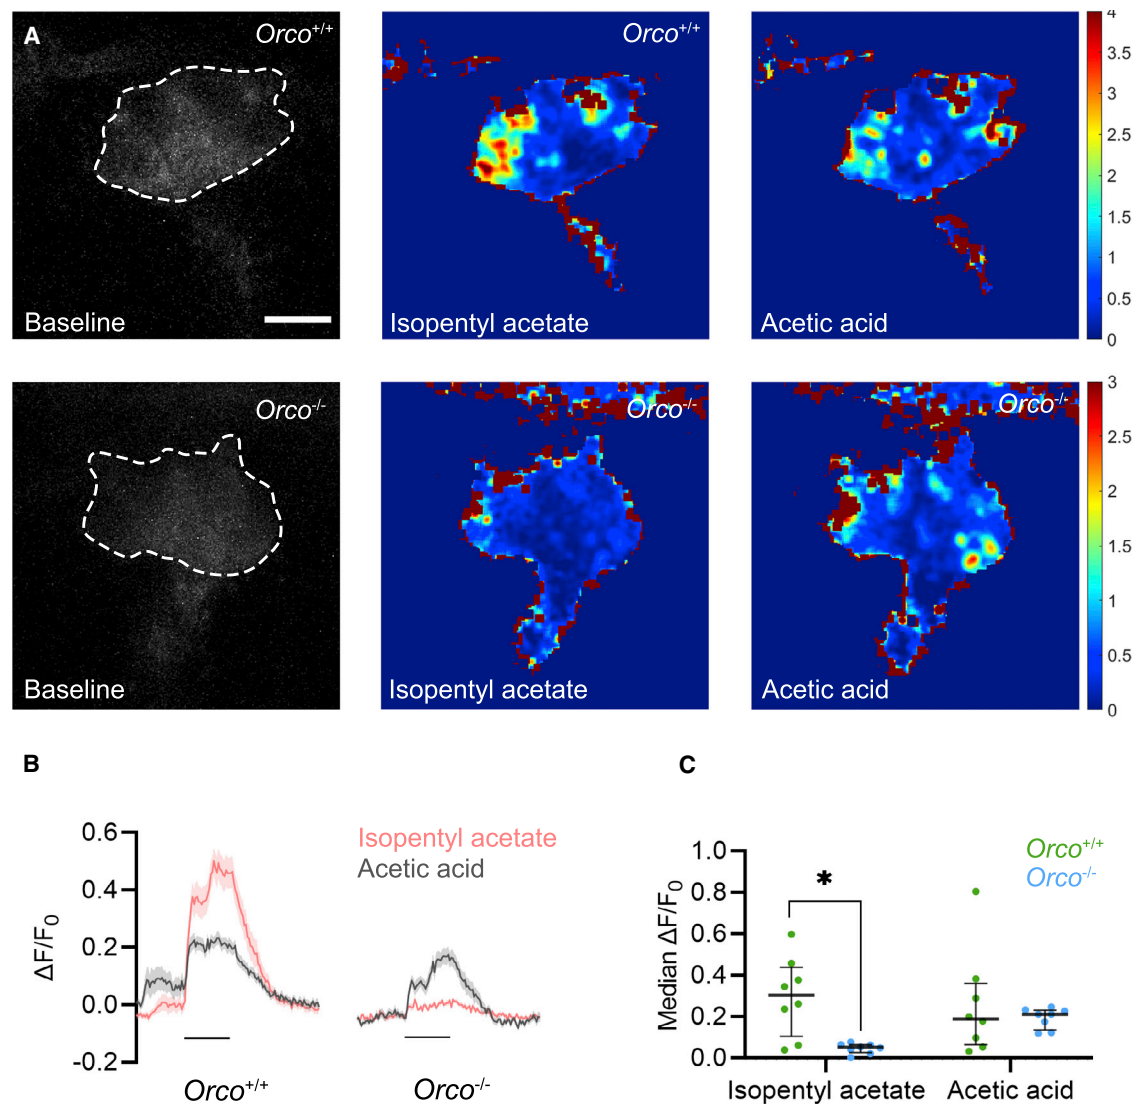 A
Orco+/+
Baseline
Orco+/+
Isopentyl acetate
Acetic acid
4
3.5
3
2.5
2
1.5
1
0.5
0
Orco-/-
Baseline
Orco-/-
Isopentyl acetate
Orco-/-
Acetic acid
3
2.5
2
1.5
1
0.5
0
B
0.6
0.4
0.2
0.0
-0.2
ΔF/F0
Isopentyl acetate
Acetic acid
Orco+/+
Orco-/-
C
1.0
0.8
0.6
0.4
0.2
0.0
Median ΔF/F0
*
Orco+/+
Orco-/-
Isopentyl acetate
Acetic acid